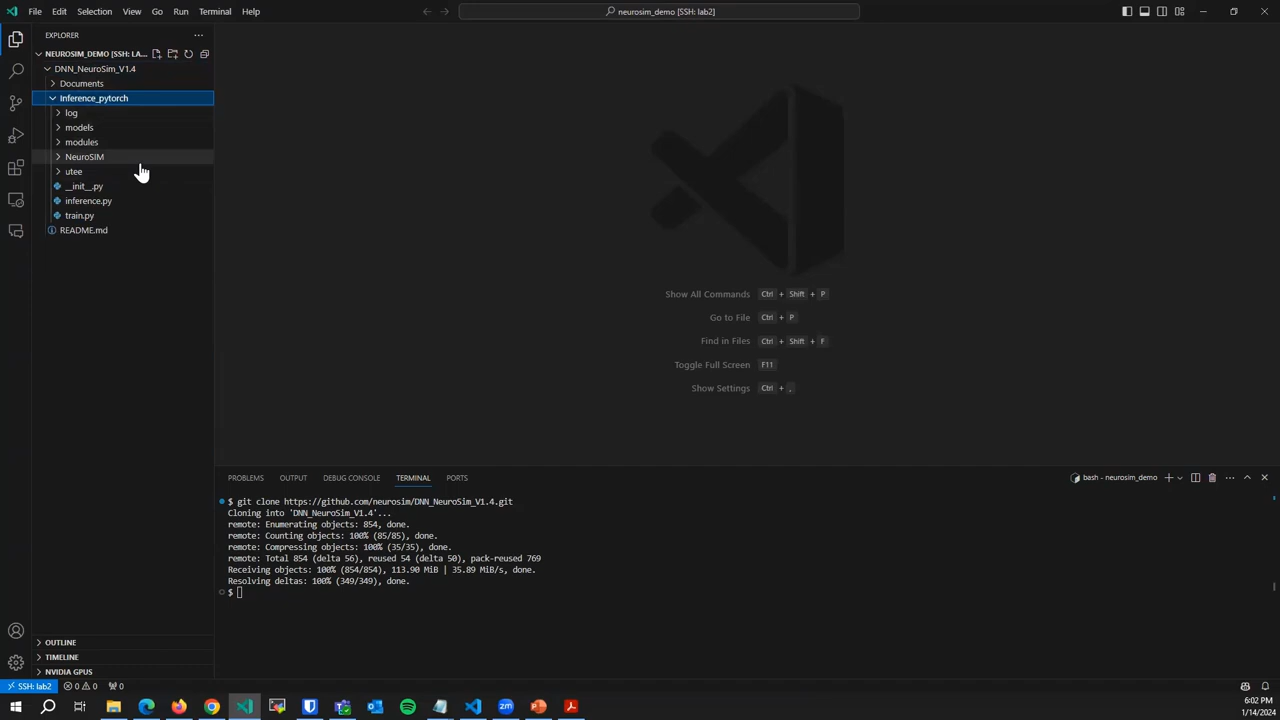 File Edit Selection View Go Run Terminal Help
neurosim_demo [SSH: lab2]
EXPLORER
NEUROSIM_DEMO [SSH: LA...
DNN_NeuroSim_V1.4
Documents
Inference_pytorch
log
models
modules
NeuroSIM
utee
__init__.py
inference.py
train.py
README.md
Show All Commands Ctrl + Shift + P
Go to File Ctrl + P
Find in Files Ctrl + Shift + F
Toggle Full Screen F11
Show Settings Ctrl + ,
PROBLEMS OUTPUT DEBUG CONSOLE TERMINAL PORTS
bash - neurosim_demo
$ git clone https://github.com/neurosim/DNN_NeuroSim_V1.4.git
Cloning into 'DNN_NeuroSim_V1.4'...
remote: Enumerating objects: 854, done.
remote: Counting objects: 100% (85/85), done.
remote: Compressing objects: 100% (35/35), done.
remote: Total 854 (delta 56), reused 54 (delta 50), pack-reused 769
Receiving objects: 100% (854/854), 113.90 MiB | 35.89 MiB/s, done.
Resolving deltas: 100% (349/349), done.
$
OUTLINE
TIMELINE
NVIDIA GPUS
SSH: lab2 0 0 0
6:02 PM
1/14/2024